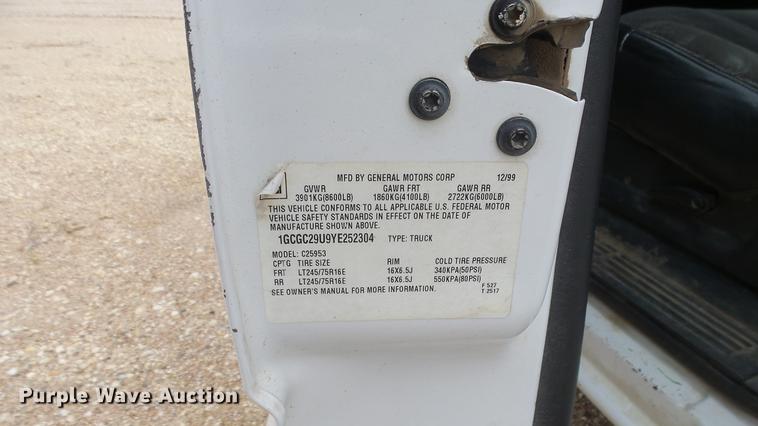 MFD BY GENERAL MOTORS CORP 12/99
GVWR GAWR FRT GAWR RR
3901KG(8600LB) 1860KG(4100LB) 2722KG(6000LB)
THIS VEHICLE CONFORMS TO ALL APPLICABLE U.S. FEDERAL MOTOR
VEHICLE SAFETY STANDARDS IN EFFECT ON THE DATE OF
MANUFACTURE SHOWN ABOVE.
1GCGC29U9YE252304 TYPE: TRUCK
MODEL: C25953
CPTG TIRE SIZE RIM COLD TIRE PRESSURE
FRT LT245/75R16E 16X6.5J 340KPA(50PSI)
RR LT245/75R16E 16X6.5J 550KPA(80PSI)
SEE OWNER'S MANUAL FOR MORE INFORMATION.
F 527
T 2517
Purple Wave Auction